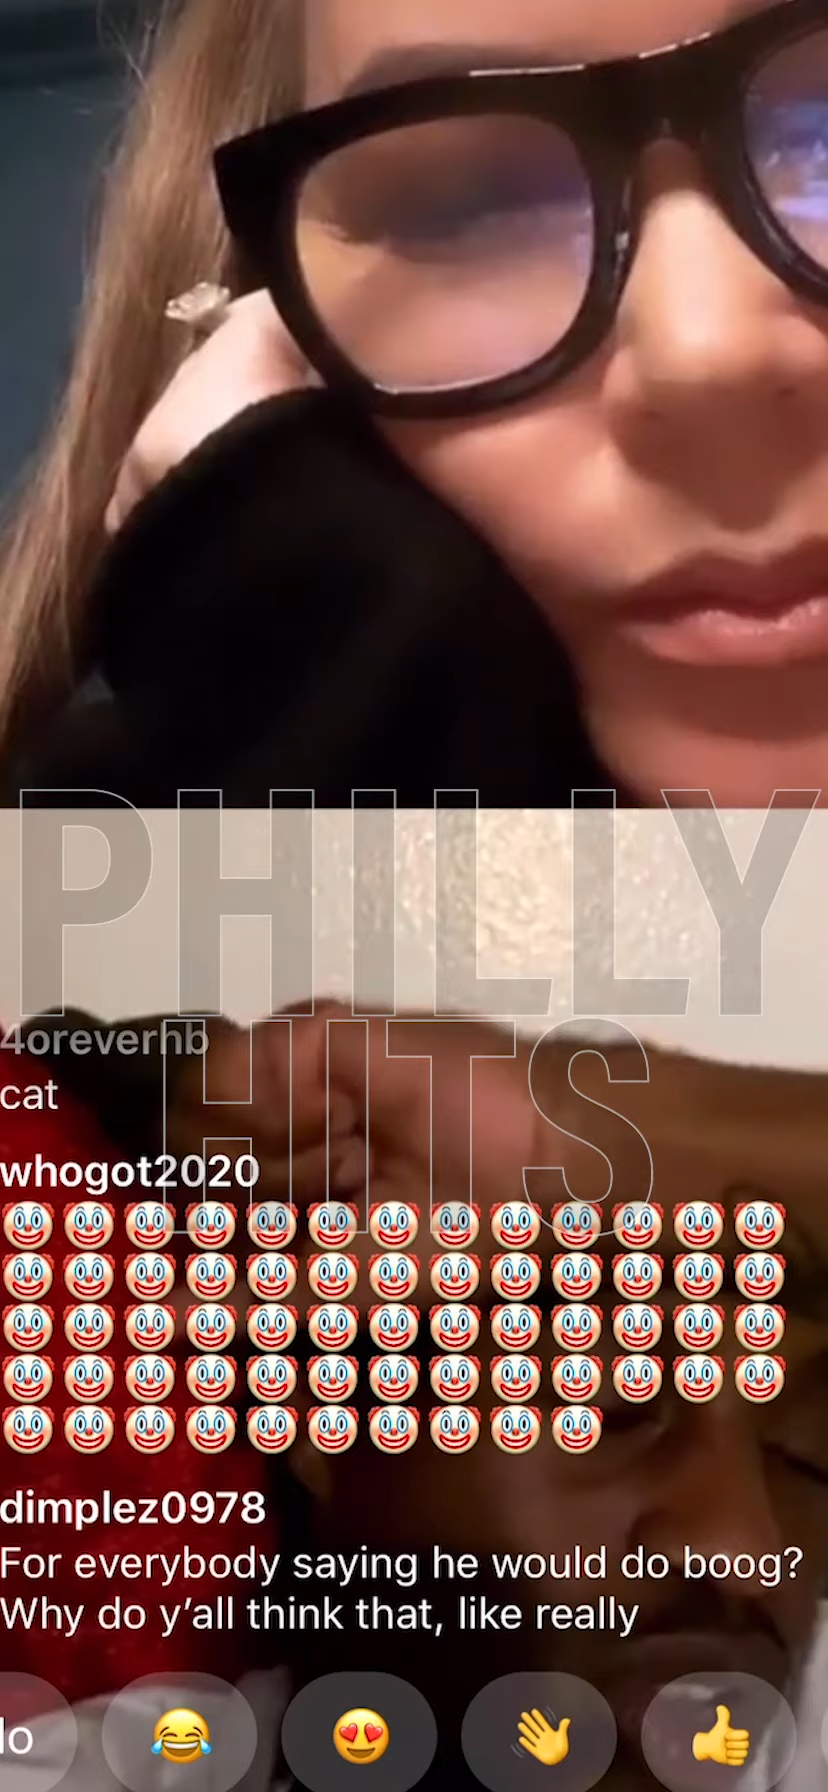 PHILLY
HITS
4oreverhb
cat
whogot2020
🤡🤡🤡🤡🤡🤡🤡🤡🤡🤡🤡🤡🤡
🤡🤡🤡🤡🤡🤡🤡🤡🤡🤡🤡🤡🤡
🤡🤡🤡🤡🤡🤡🤡🤡🤡🤡🤡🤡🤡
🤡🤡🤡🤡🤡🤡🤡🤡🤡🤡🤡🤡🤡
🤡🤡🤡🤡🤡🤡🤡🤡🤡🤡
dimplez0978
For everybody saying he would do boog?
Why do y’all think that, like really
😂 😍 👋 👍